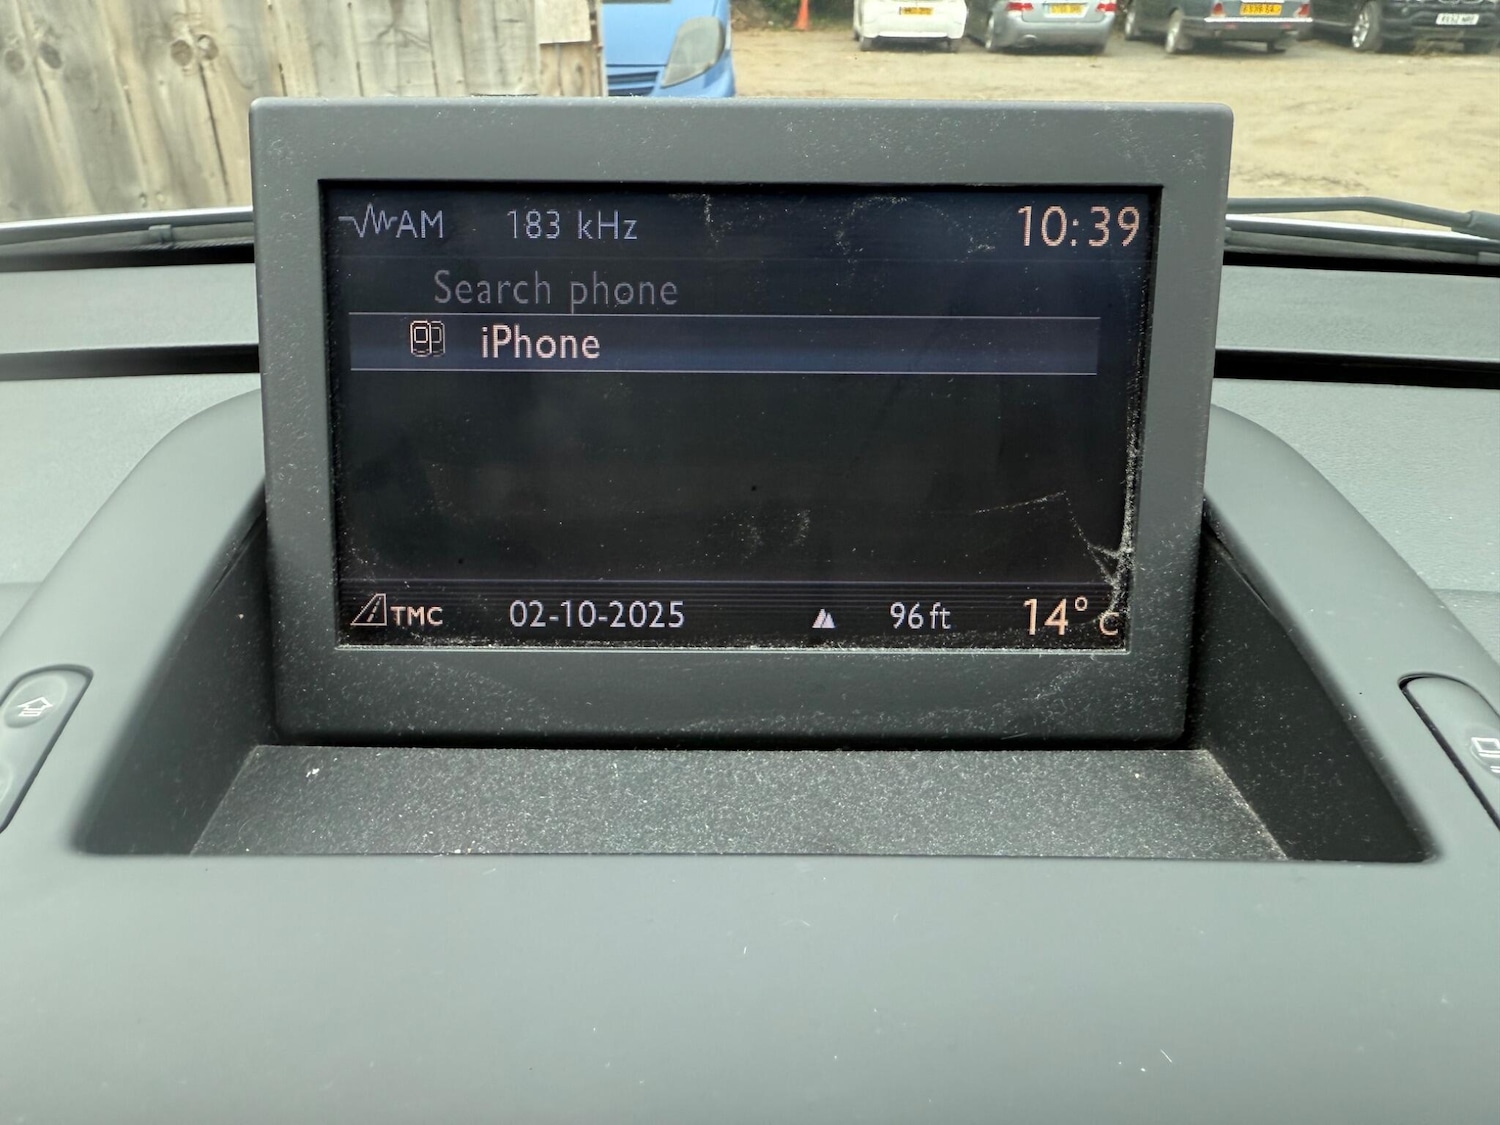 AM 183 kHz 10:39
Search phone
iPhone
TMC 02-10-2025 96 ft 14° C